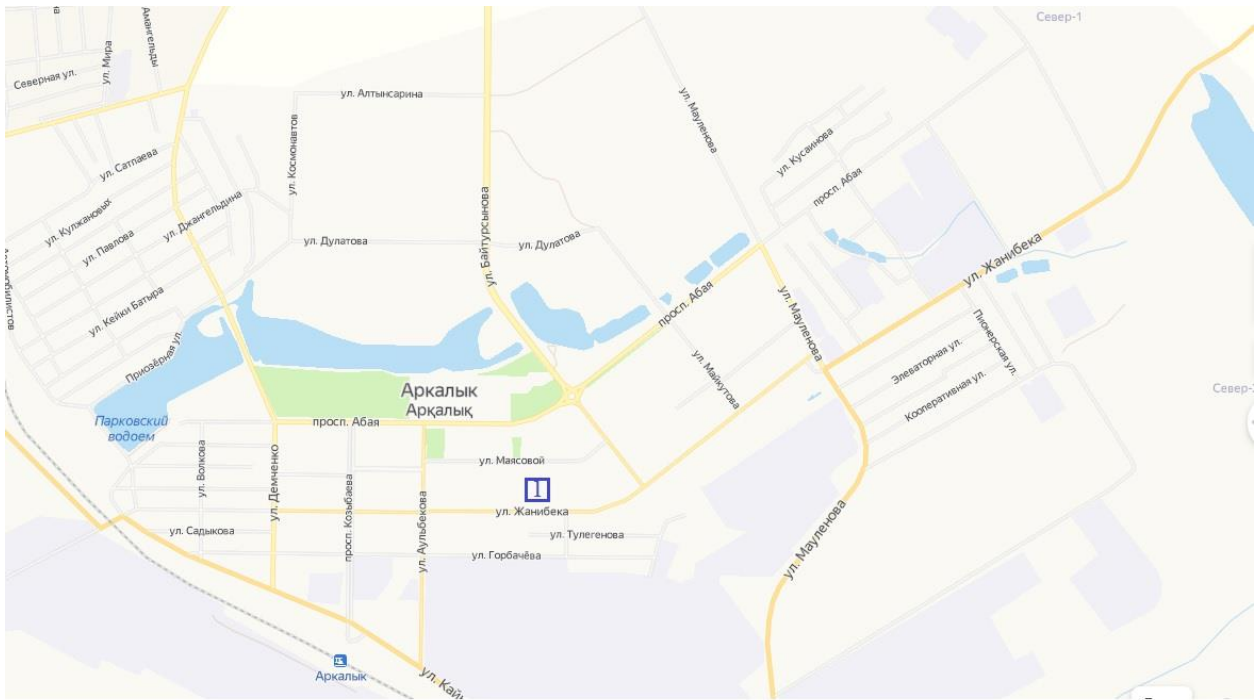 Север-1
Амангельды
ул. Мира
Северная ул.
ул. Алтынсарина
ул. Мауленова
ул. Космонавтов
ул. Кусаинова
ул. Сатпаева
просп. Абая
ул. Джангельдина
ул. Кулжановых
ул. Павлова
ул. Дулатова
ул. Дулатова
ул. Байтурсынова
ул. Жанибека
просп. Абая
ул. Кейки Батыра
ул. Мауленова
Пионерская ул.
Приозёрная ул.
Элеваторная ул.
ул. Майкутова
Аркалык
Арқалық
Кооперативная ул.
Парковский
водоем
просп. Абая
ул. Волкова
ул. Демченко
ул. Маясовой
просп. Козыбаева
ул. Аульбекова
ул. Жанибека
ул. Садыкова
ул. Тулегенова
ул. Горбачёва
ул. Мауленова
Аркалык